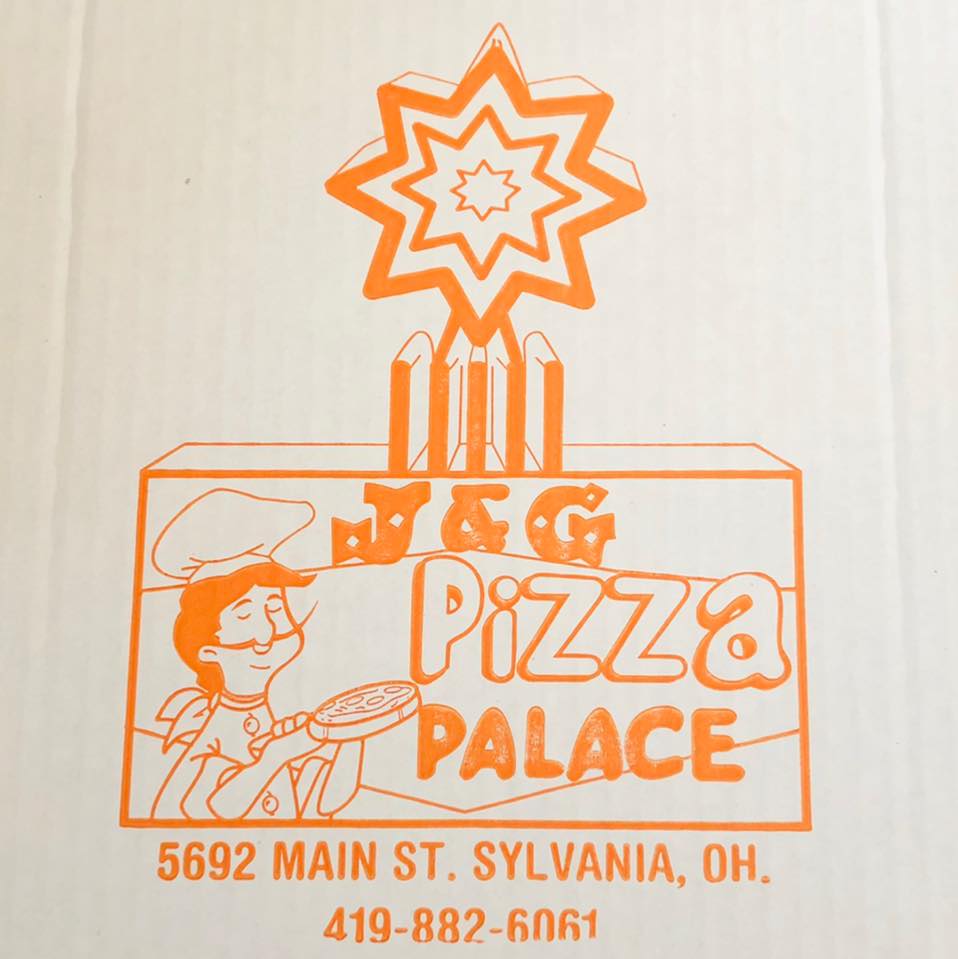 J & G
Pizza
PALACE
5692 MAIN ST. SYLVANIA, OH.
419-882-6061